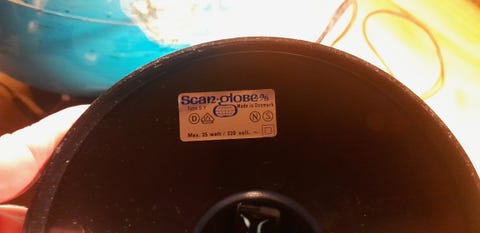 Scan-Globe A/S
Type S Y Made in Denmark
D N S
Max. 25 watt / 220 volt. ~